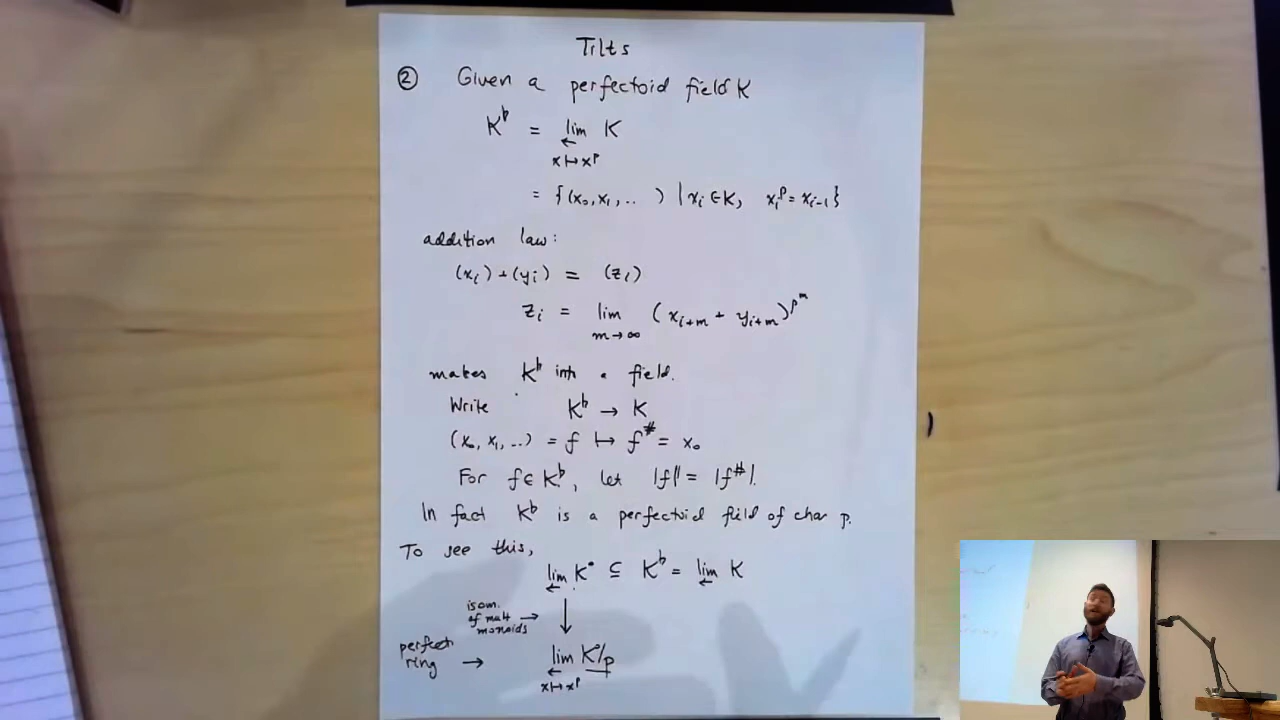 Tilts
② Given a perfectoid field K
K♭ = lim← K
x↦x^p
= {(x₀,x₁,.. ) | xᵢ ∈ K, xᵢ^p = xᵢ₋₁}
addition law:
(xᵢ) + (yᵢ) = (zᵢ)
zᵢ = lim (xᵢ₊ₘ + yᵢ₊ₘ)^{p^m}
m→∞
makes K♭ into a field.
Write K♭ → K
(x₀, x₁, ..) = f ↦ f^# = x₀
For f ∈ K♭, let |f| = |f^#|.
In fact K♭ is a perfectoid field of char p.
To see this,
lim← K° ⊆ K♭ = lim← K
isom.
of mult →
monoids ↓
perfect
ring → lim← K°/p
x↦x^p